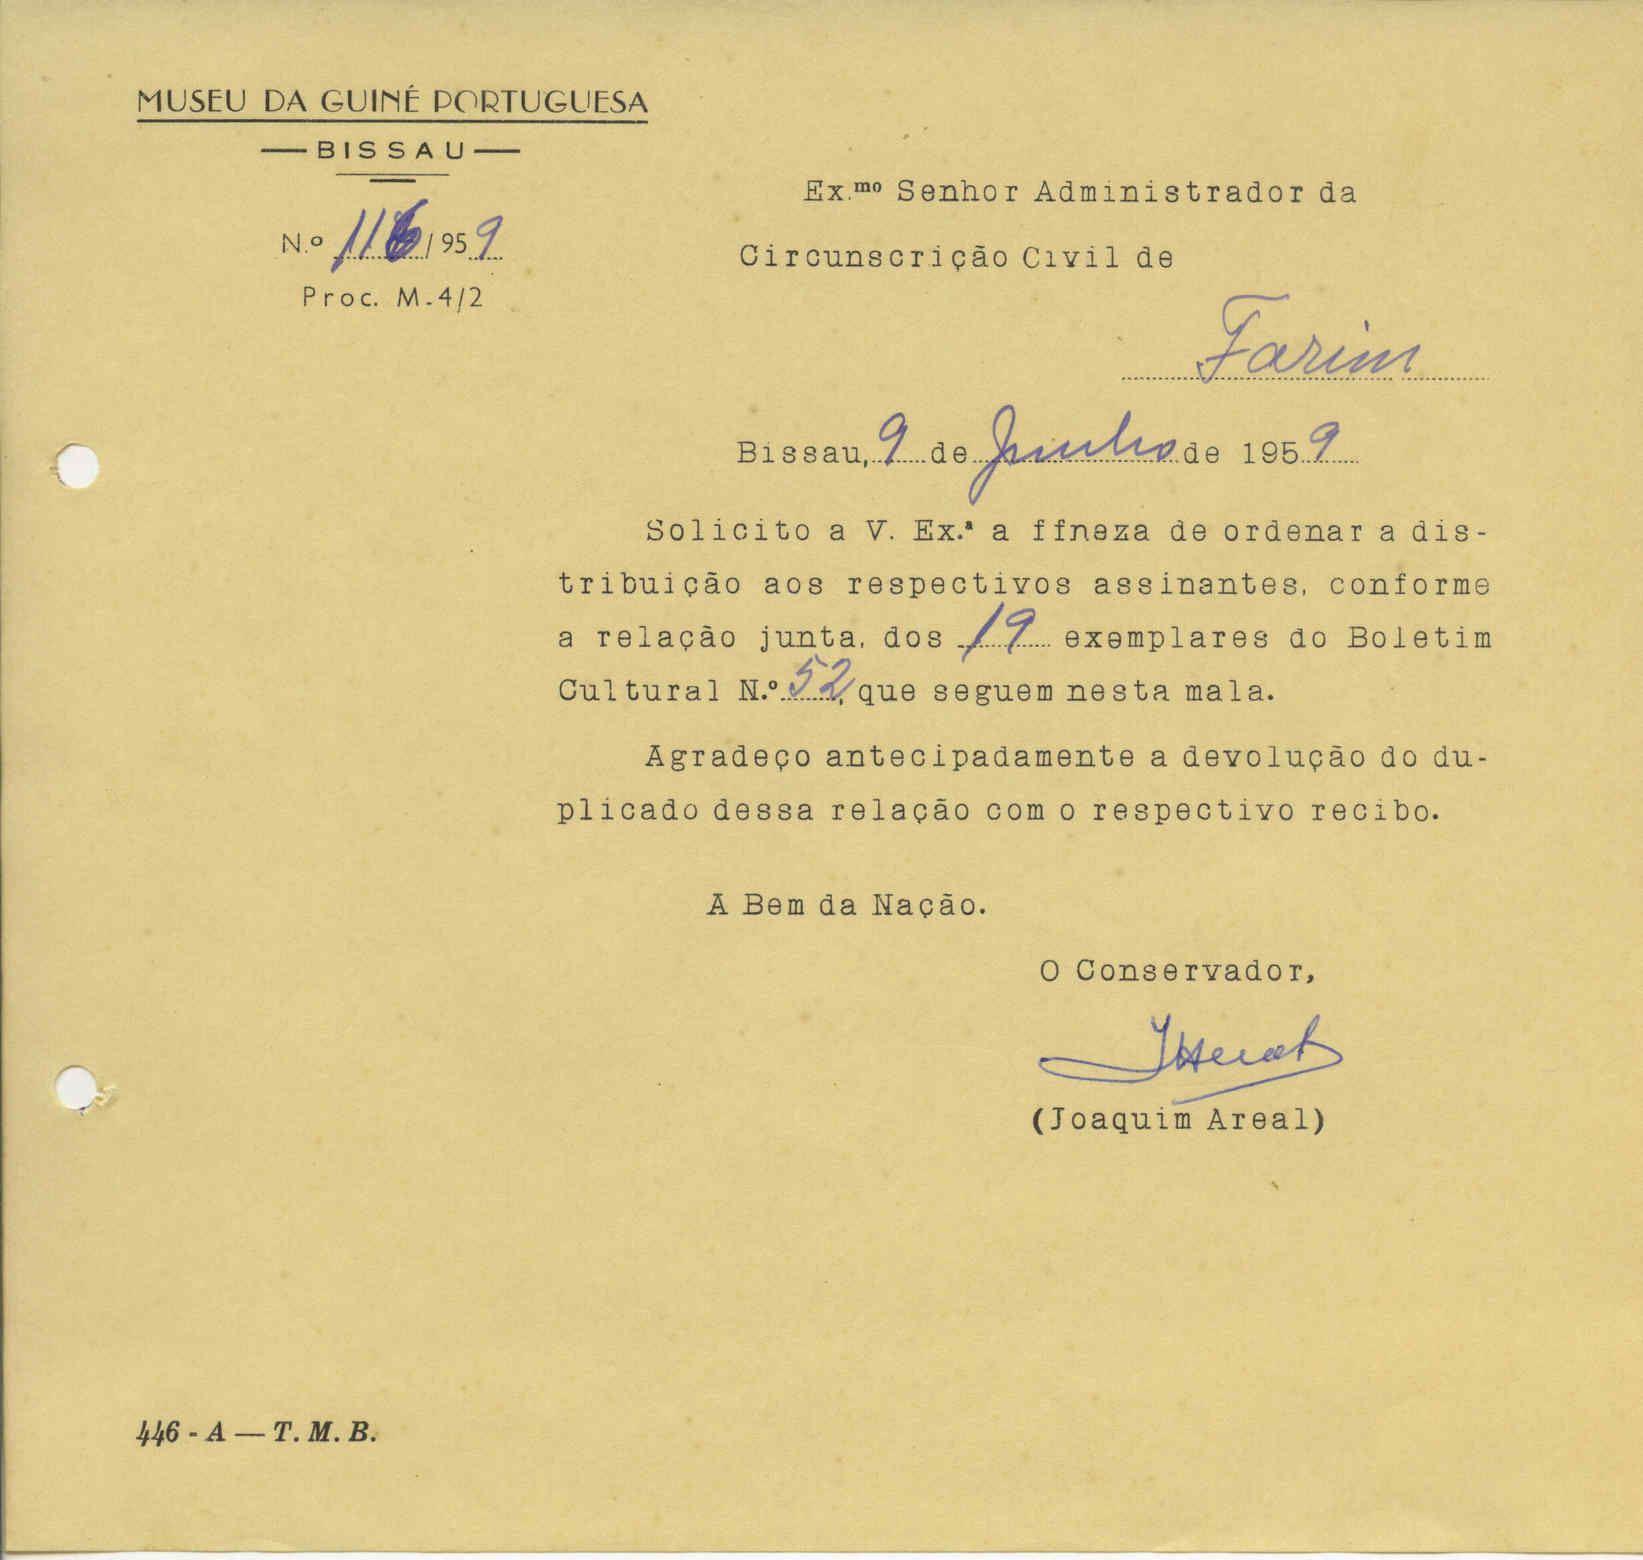 MUSEU DA GUINÉ PORTUGUESA
— BISSAU —
N.º 116/959
Proc. M-4/2
Ex.ᵐᵒ Senhor Administrador da
Circunscrição Civil de
Farim
Bissau, 9 de Junho de 1959
Solicito a V. Ex.ª a fineza de ordenar a dis-
tribuição aos respectivos assinantes, conforme
a relação junta, dos 19 exemplares do Boletim
Cultural N.º 52, que seguem nesta mala.
Agradeço antecipadamente a devolução do du-
plicado dessa relação com o respectivo recibo.
A Bem da Nação.
O Conservador,
(Joaquim Areal)
446 - A — T. M. B.